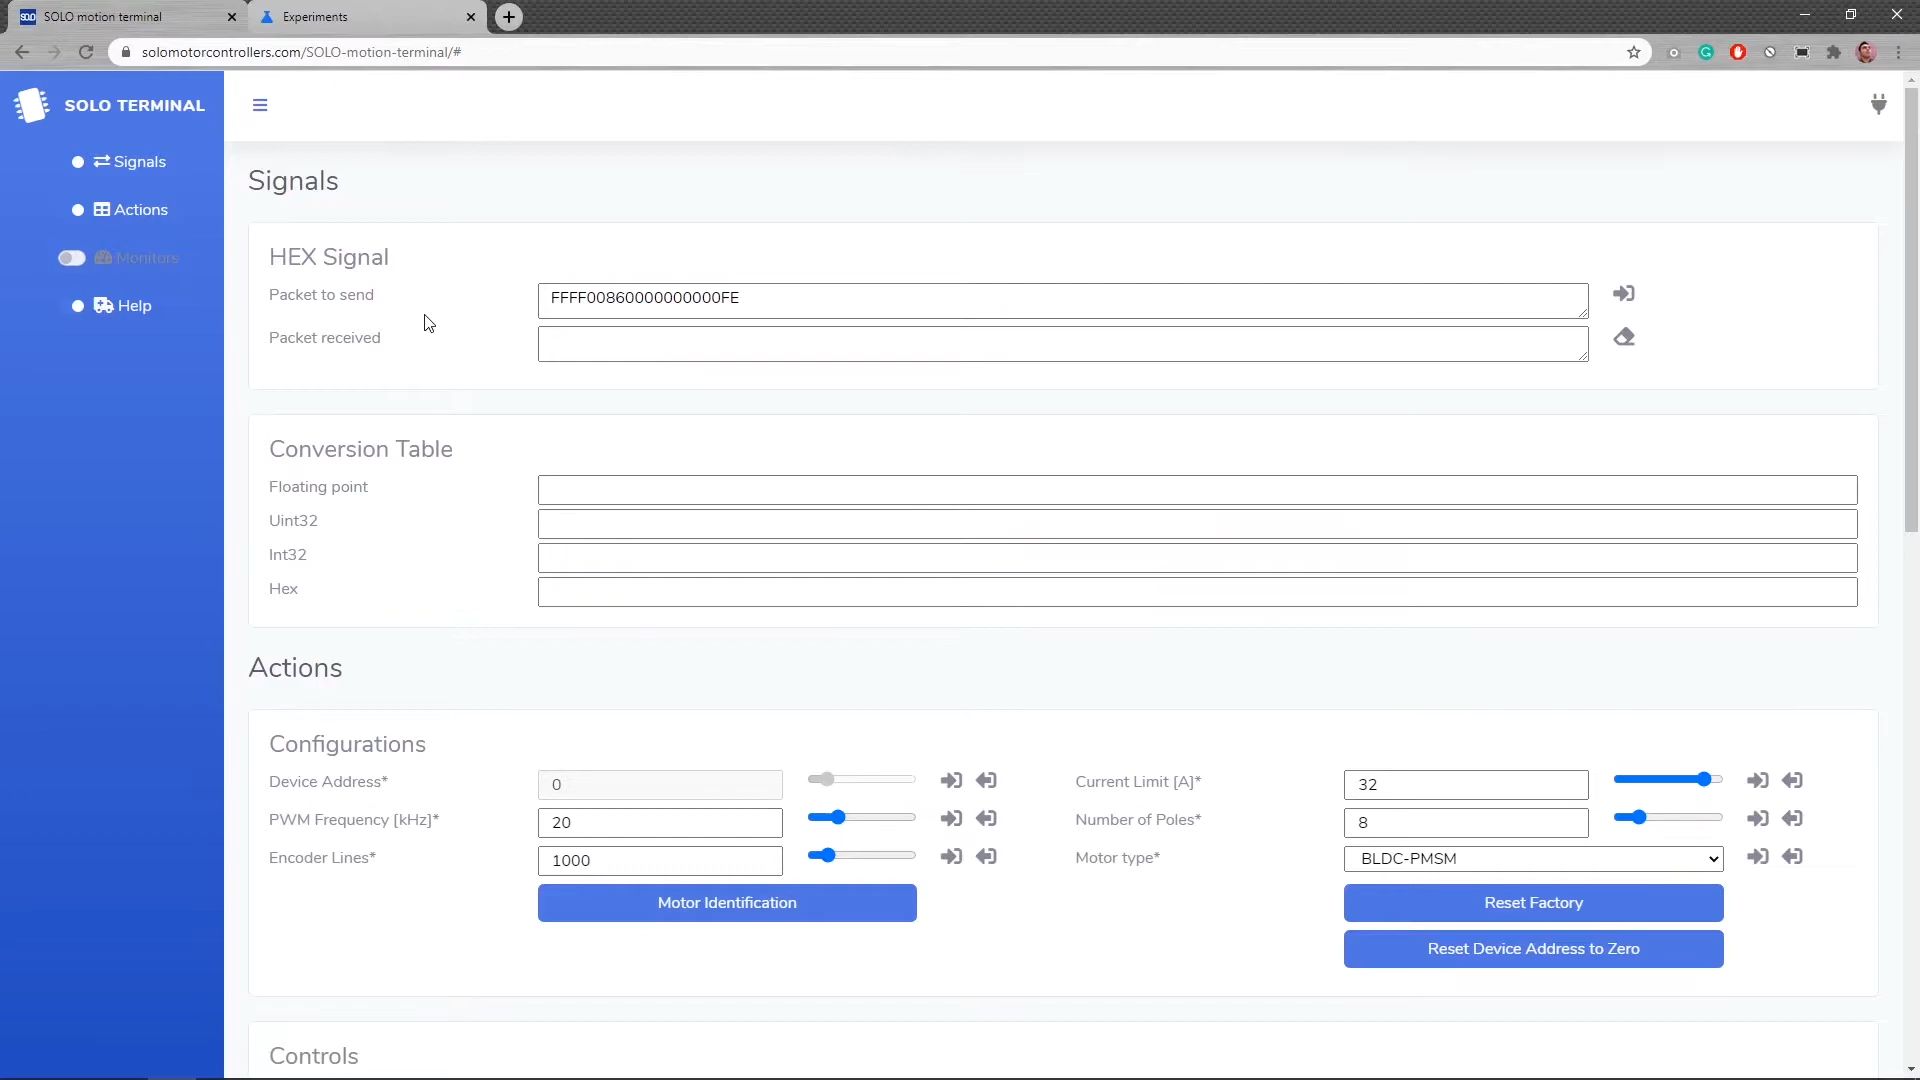 SOLO motion terminal
Experiments
solomotorcontrollers.com/SOLO-motion-terminal/#
SOLO TERMINAL
Signals
Actions
Monitors
Help
Signals
HEX Signal
Packet to send
FFFF00860000000000FE
Packet received
Conversion Table
Floating point
Uint32
Int32
Hex
Actions
Configurations
Device Address*
0
Current Limit [A]*
32
PWM Frequency [kHz]*
20
Number of Poles*
8
Encoder Lines*
1000
Motor type*
BLDC-PMSM
Motor Identification
Reset Factory
Reset Device Address to Zero
Controls